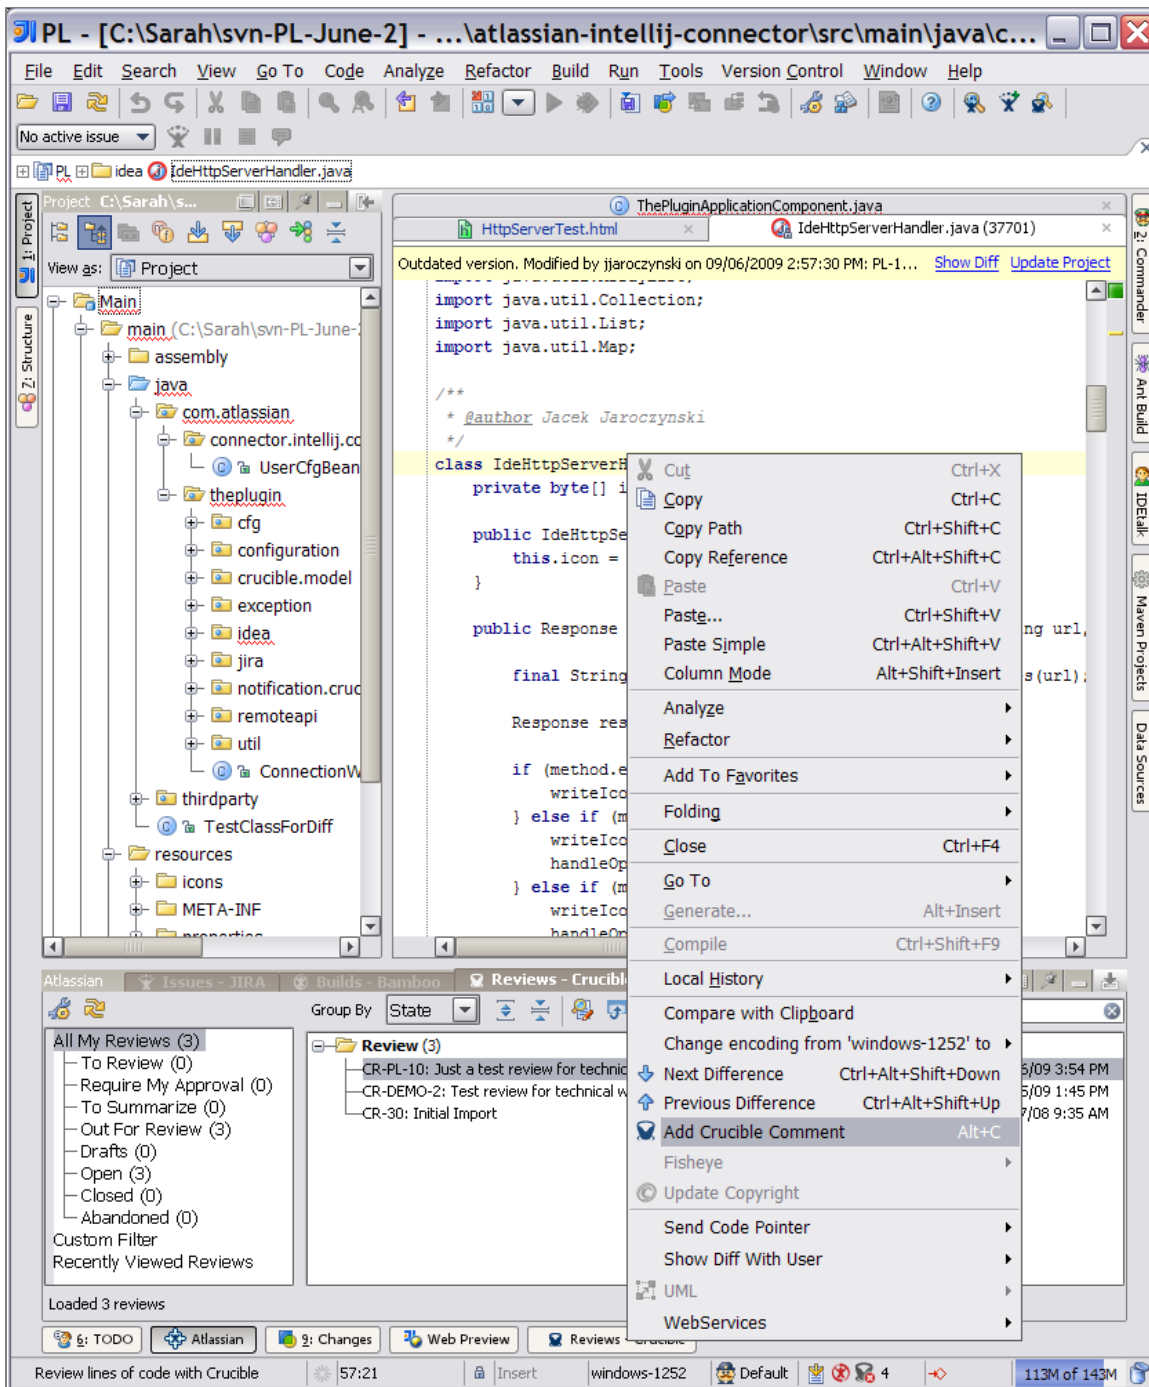 PL - [C:\Sarah\svn-PL-June-2] - ...\atlassian-intellij-connector\src\main\java\c...
File Edit Search View Go To Code Analyze Refactor Build Run Tools Version Control Window Help
No active issue
PL idea IdeHttpServerHandler.java
Project C:\Sarah\s...
View as: Project
1: Project
7: Structure
Main
main (C:\Sarah\svn-PL-June-
assembly
java
com.atlassian
connector.intellij.cc
UserCfgBean
theplugin
cfg
configuration
crucible.model
exception
idea
jira
notification.cruc
remoteapi
util
ConnectionW
thirdparty
TestClassForDiff
resources
icons
META-INF
properties
ThePluginApplicationComponent.java
HttpServerTest.html
IdeHttpServerHandler.java (37701)
Outdated version. Modified by jjaroczynski on 09/06/2009 2:57:30 PM: PL-1... Show Diff Update Project
import java.util.ArrayList;
import java.util.Collection;
import java.util.List;
import java.util.Map;
/**
* @author Jacek Jaroczynski
*/
class IdeHttpServerH
private byte[] i
public IdeHttpSe
this.icon =
}
public Response ng url,
final String s(url);
Response res
if (method.e
writeIco
} else if (m
writeIco
handleOp
} else if (m
writeIco
handleOp
Cut Ctrl+X
Copy Ctrl+C
Copy Path Ctrl+Shift+C
Copy Reference Ctrl+Alt+Shift+C
Paste Ctrl+V
Paste... Ctrl+Shift+V
Paste Simple Ctrl+Alt+Shift+V
Column Mode Alt+Shift+Insert
Analyze
Refactor
Add To Favorites
Folding
Close Ctrl+F4
Go To
Generate... Alt+Insert
Compile Ctrl+Shift+F9
Local History
Compare with Clipboard
Change encoding from 'windows-1252' to
Next Difference Ctrl+Alt+Shift+Down
Previous Difference Ctrl+Alt+Shift+Up
Add Crucible Comment Alt+C
Fisheye
Update Copyright
Send Code Pointer
Show Diff With User
UML
WebServices
Commander
Ant Build
IDEtalk
Maven Projects
Data Sources
Atlassian Issues - JIRA Builds - Bamboo Reviews - Crucibl
Group By State
All My Reviews (3)
To Review (0)
Require My Approval (0)
To Summarize (0)
Out For Review (3)
Drafts (0)
Open (3)
Closed (0)
Abandoned (0)
Custom Filter
Recently Viewed Reviews
Review (3)
CR-PL-10: Just a test review for technic 6/09 3:54 PM
CR-DEMO-2: Test review for technical w 5/09 1:45 PM
CR-30: Initial Import 7/08 9:35 AM
Loaded 3 reviews
6: TODO Atlassian 9: Changes Web Preview Reviews - Crucible
Review lines of code with Crucible 57:21 Insert windows-1252 Default 4 113M of 143M